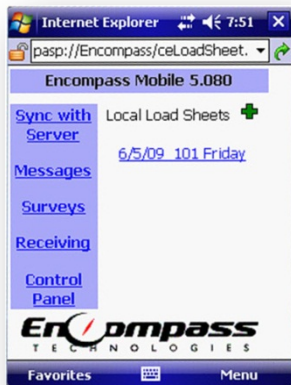 Internet Explorer 7:51
pasp://Encompass/ceLoadSheet.
Encompass Mobile 5.080
Sync with
Server
Messages
Surveys
Receiving
Control
Panel
Local Load Sheets
6/5/09 101 Friday
Encompass
TECHNOLOGIES
Favorites Menu